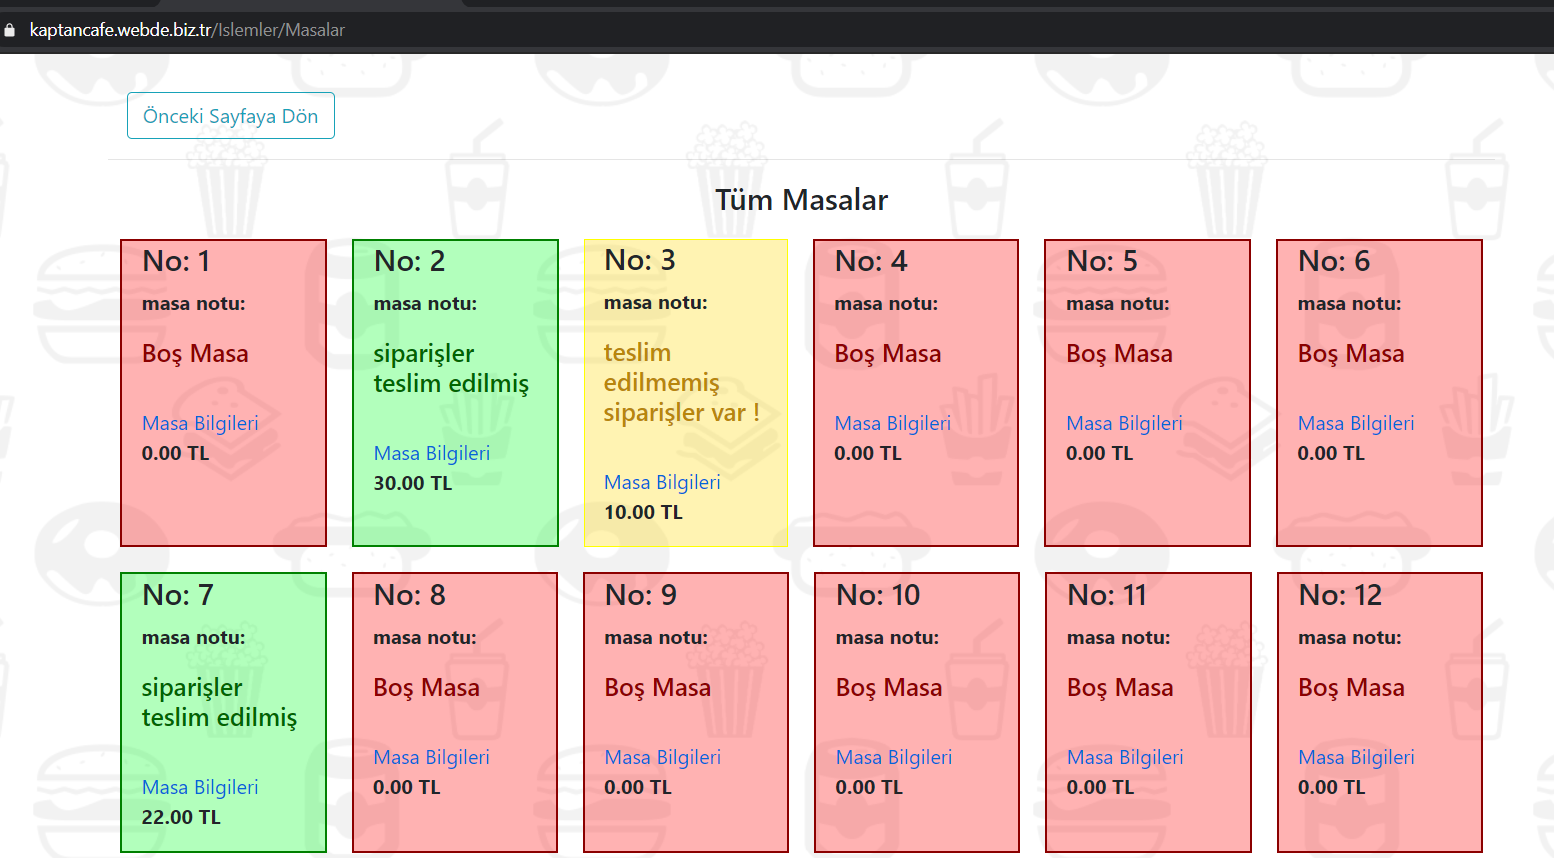 kaptancafe.webde.biz.tr/Islemler/Masalar
Önceki Sayfaya Dön
Tüm Masalar
No: 1
masa notu:
Boş Masa
Masa Bilgileri
0.00 TL
No: 2
masa notu:
siparişler
teslim edilmiş
Masa Bilgileri
30.00 TL
No: 3
masa notu:
teslim
edilmemiş
siparişler var !
Masa Bilgileri
10.00 TL
No: 4
masa notu:
Boş Masa
Masa Bilgileri
0.00 TL
No: 5
masa notu:
Boş Masa
Masa Bilgileri
0.00 TL
No: 6
masa notu:
Boş Masa
Masa Bilgileri
0.00 TL
No: 7
masa notu:
siparişler
teslim edilmiş
Masa Bilgileri
22.00 TL
No: 8
masa notu:
Boş Masa
Masa Bilgileri
0.00 TL
No: 9
masa notu:
Boş Masa
Masa Bilgileri
0.00 TL
No: 10
masa notu:
Boş Masa
Masa Bilgileri
0.00 TL
No: 11
masa notu:
Boş Masa
Masa Bilgileri
0.00 TL
No: 12
masa notu:
Boş Masa
Masa Bilgileri
0.00 TL